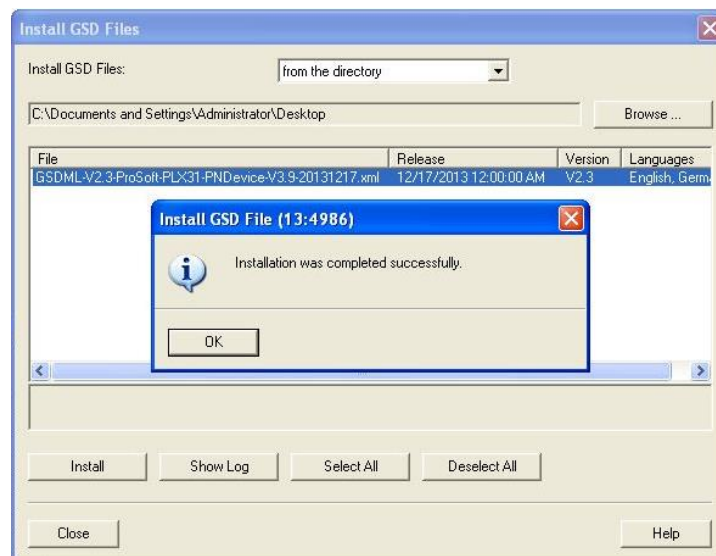 Install GSD Files
Install GSD Files: from the directory
C:\Documents and Settings\Administrator\Desktop Browse ...
File Release Version Languages
GSDML-V2.3-ProSoft-PLX31-PNDevice-V3.9-20131217.xml 12/17/2013 12:00:00 AM V2.3 English, Germ
Install GSD File (13:4986)
Installation was completed successfully.
OK
Install Show Log Select All Deselect All
Close Help